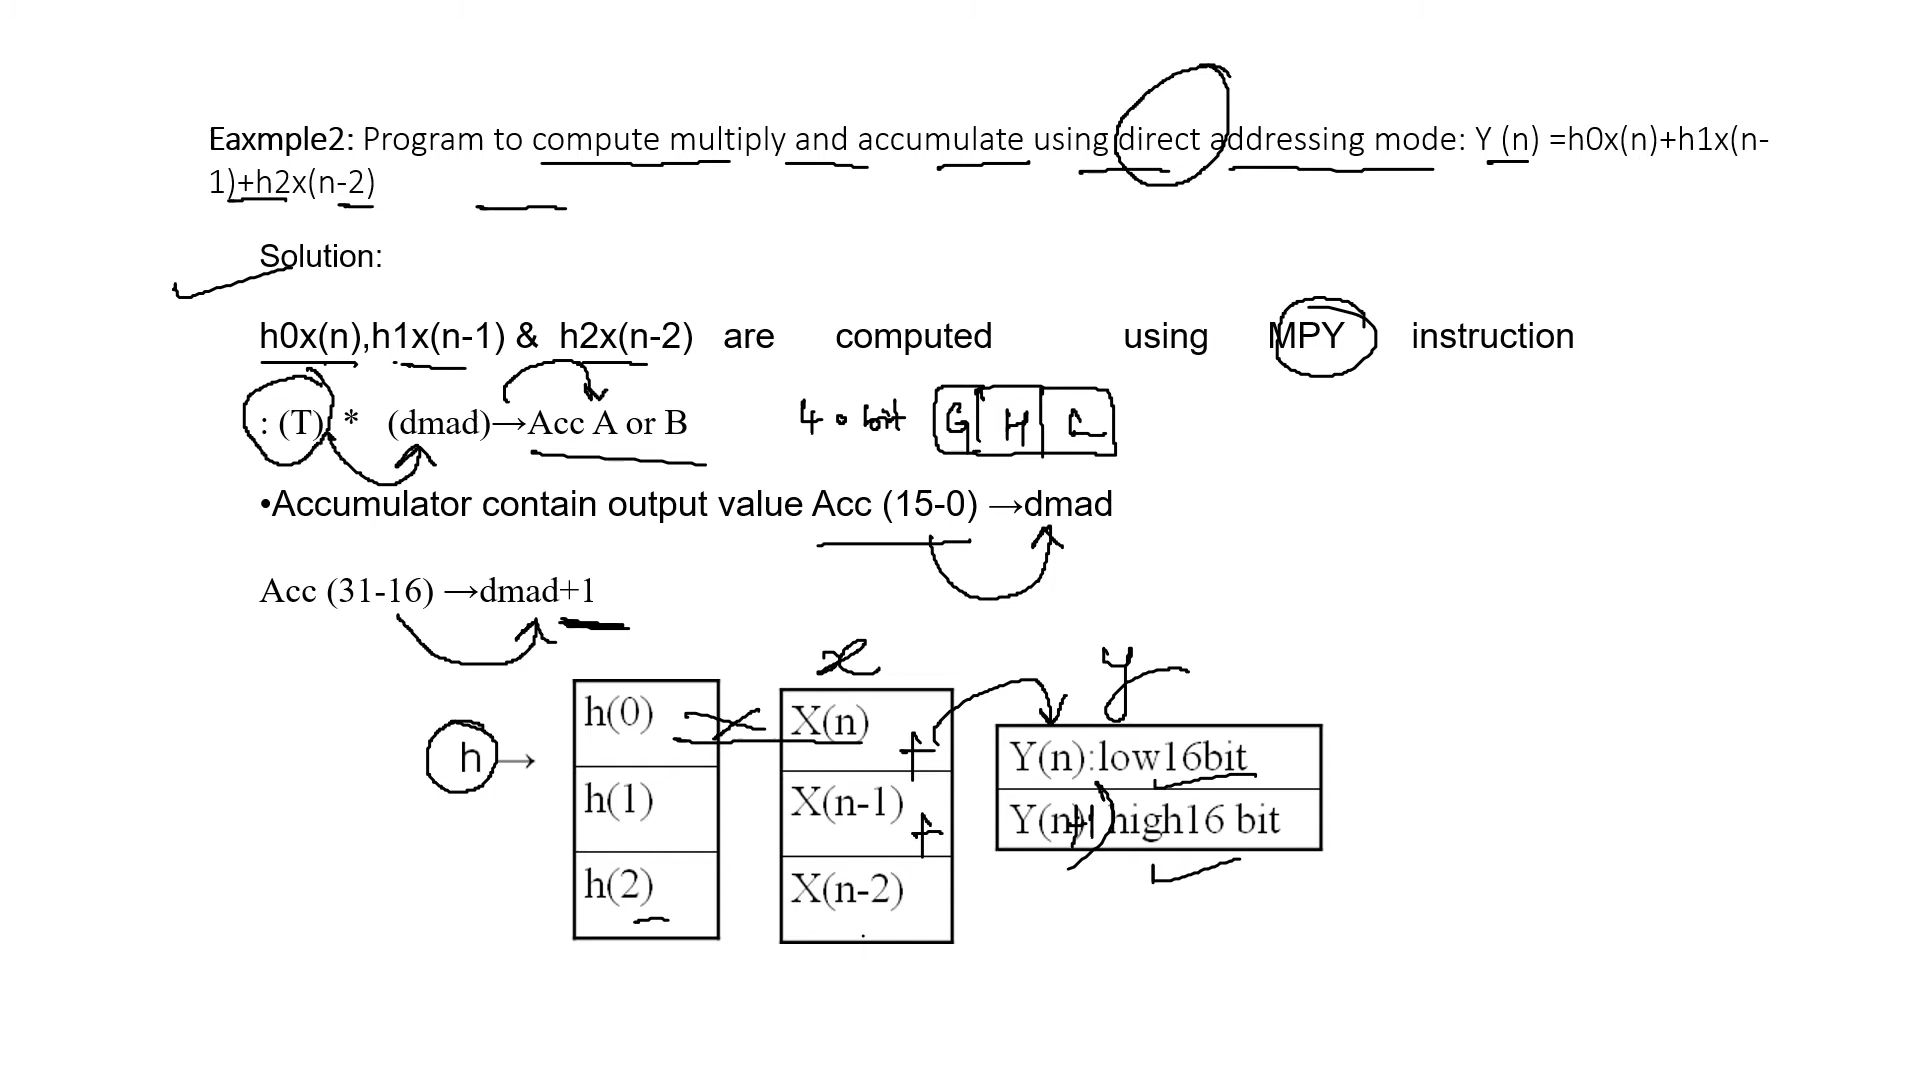 Eaxmple2: Program to compute multiply and accumulate using direct addressing mode: Y (n) =h0x(n)+h1x(n-
1)+h2x(n-2)
Solution:
h0x(n),h1x(n-1) & h2x(n-2) are computed using MPY instruction
: (T) * (dmad)→Acc A or B 40 bit G H L
•Accumulator contain output value Acc (15-0) →dmad
Acc (31-16) →dmad+1
x y
h(0) X(n) +
Y(n):low16bit
h→
h(1) X(n-1) +
Y(n+1) high16 bit
h(2) X(n-2)